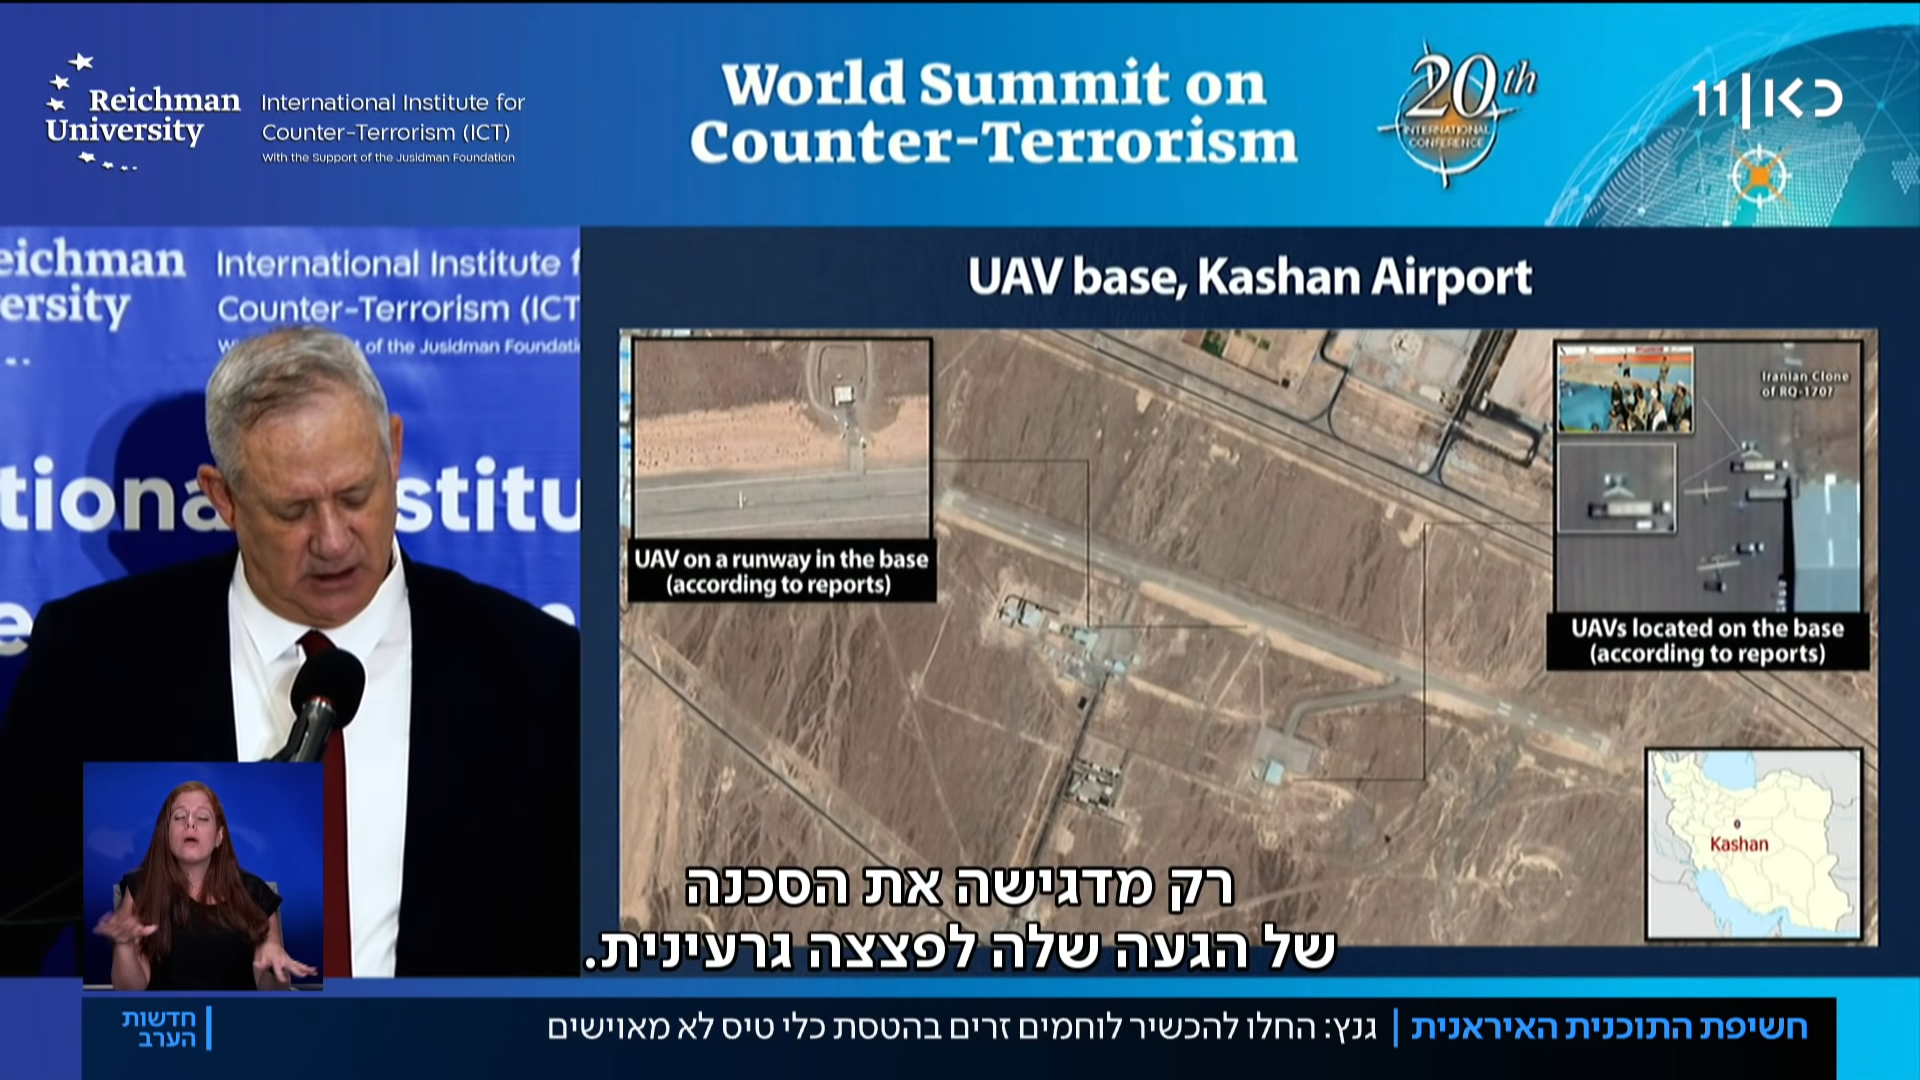 Reichman
University
International Institute for
Counter-Terrorism (ICT)
With the Support of the Jusidman Foundation
World Summit on
Counter-Terrorism
20th
INTERNATIONAL
CONFERENCE
כאן 11
eichman
ersity
International Institute f
Counter-Terrorism (ICT
of the Jusidman Foundati
tiona
stitu
UAV base, Kashan Airport
UAV on a runway in the base
(according to reports)
Iranian Clone
of RQ-170?
UAVs located on the base
(according to reports)
Kashan
רק מדגישה את הסכנה
של הגעה שלה לפצצה גרעינית.
חשיפת התוכנית האיראנית | גנץ: החלו להכשיר לוחמים זרים בהטסת כלי טיס לא מאוישים
חדשות
הערב